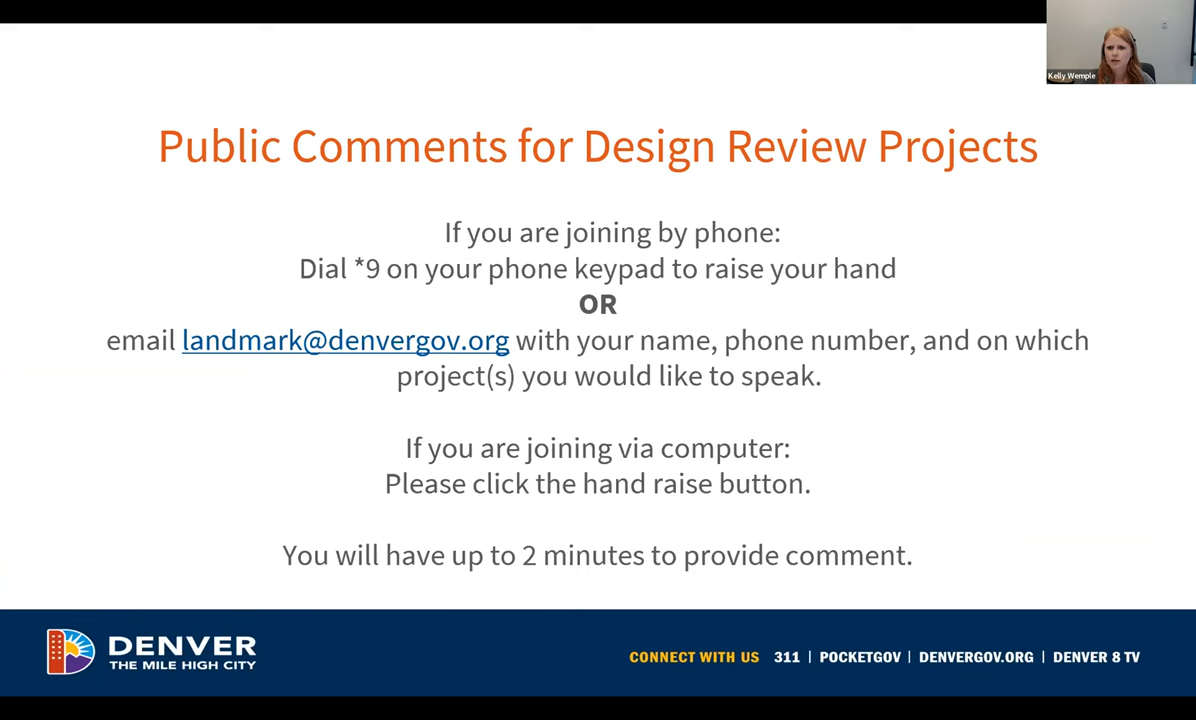 Kelly Wemple
Public Comments for Design Review Projects
If you are joining by phone:
Dial *9 on your phone keypad to raise your hand
OR
email landmark@denvergov.org with your name, phone number, and on which
project(s) you would like to speak.
If you are joining via computer:
Please click the hand raise button.
You will have up to 2 minutes to provide comment.
DENVER
THE MILE HIGH CITY
CONNECT WITH US 311 | POCKETGOV | DENVERGOV.ORG | DENVER 8 TV